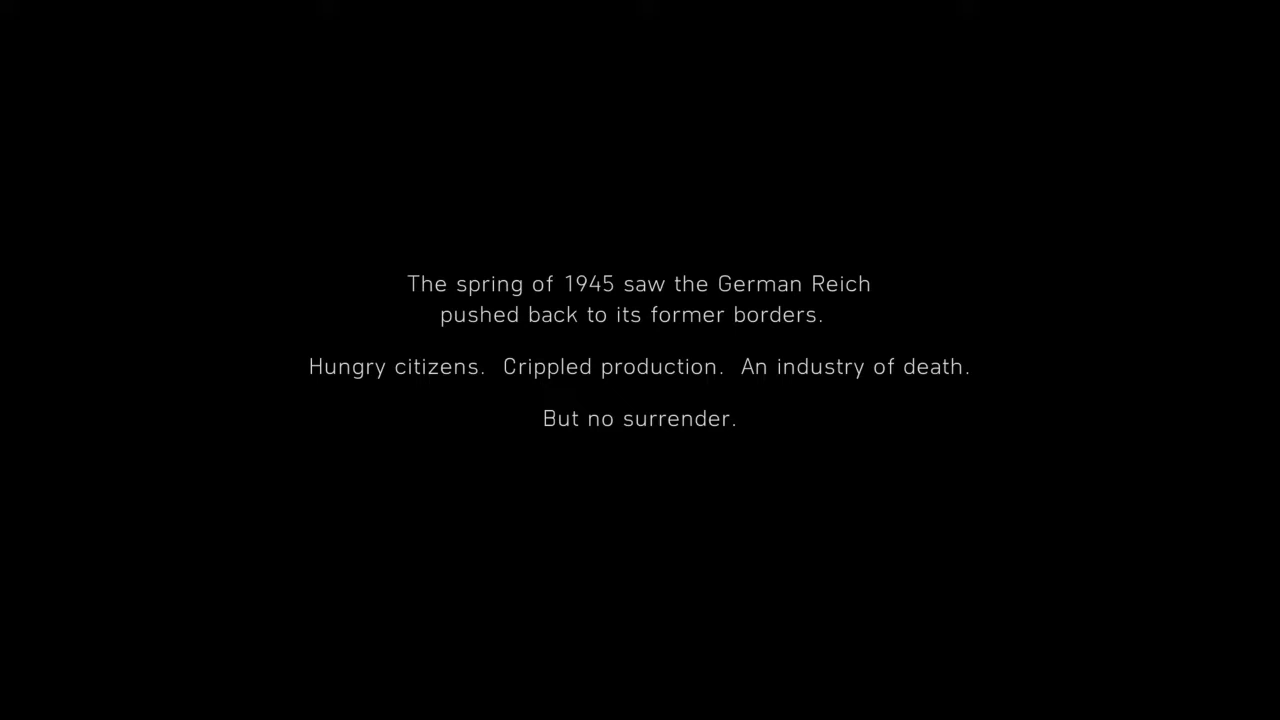 The spring of 1945 saw the German Reich
pushed back to its former borders.
Hungry citizens.  Crippled production.  An industry of death.
But no surrender.